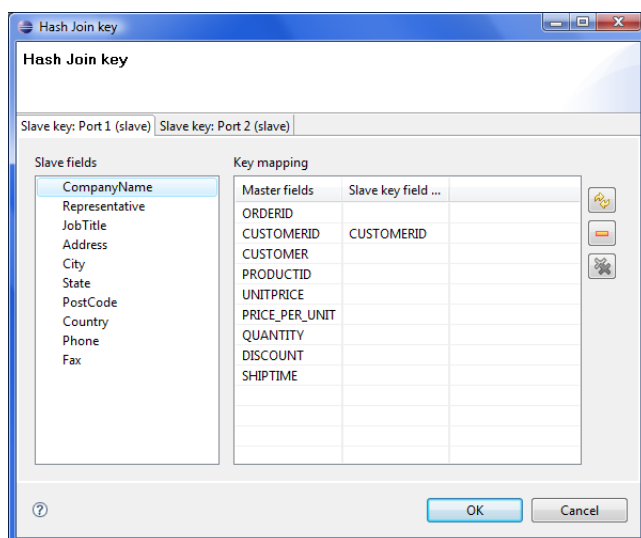 Hash Join key
Hash Join key
Slave key: Port 1 (slave) Slave key: Port 2 (slave)
Slave fields Key mapping
CompanyName
Representative
JobTitle
Address
City
State
PostCode
Country
Phone
Fax
Master fields Slave key field ...
ORDERID
CUSTOMERID CUSTOMERID
CUSTOMER
PRODUCTID
UNITPRICE
PRICE_PER_UNIT
QUANTITY
DISCOUNT
SHIPTIME
? OK Cancel